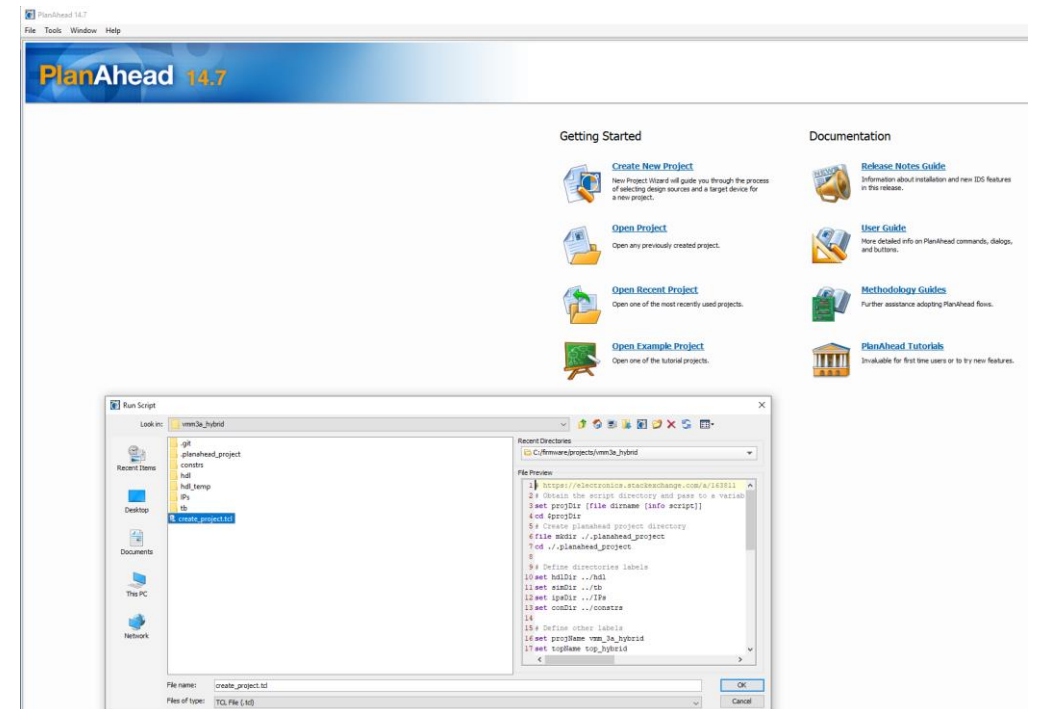 PlanAhead 14.7
File Tools Window Help
PlanAhead 14.7
Getting Started
Create New Project
New Project Wizard will guide you through the process
of selecting design sources and a target device for
a new project.
Open Project
Open any previously created project.
Open Recent Project
Open one of the most recently used projects.
Open Example Project
Open one of the tutorial projects.
Documentation
Release Notes Guide
Information about installation and new IDS features
in this release.
User Guide
More detailed info on PlanAhead commands, dialogs,
and buttons.
Methodology Guides
Further assistance adopting PlanAhead flows.
PlanAhead Tutorials
Invaluable for first time users or to try new features.
Run Script
Look in: vmm3a_hybrid
Recent Items
Desktop
Documents
This PC
Network
.git
.planahead_project
constrs
hdl
hdl_temp
IPs
tb
create_project.tcl
Recent Directories
C:/firmware/projects/vmm3a_hybrid
File Preview
1 # https://electronics.stackexchange.com/a/163811
2 # Obtain the script directory and pass to a variab
3 set projDir [file dirname [info script]]
4 cd $projDir
5 # Create planahead project directory
6 file mkdir ./.planahead_project
7 cd ./.planahead_project
8
9 # Define directories labels
10 set hdlDir ../hdl
11 set simDir ../tb
12 set ipsDir ../IPs
13 set conDir ../constrs
14
15 # Define other labels
16 set projName vmm_3a_hybrid
17 set topName top_hybrid
File name: create_project.tcl
OK
Files of type: TCL File (.tcl)
Cancel